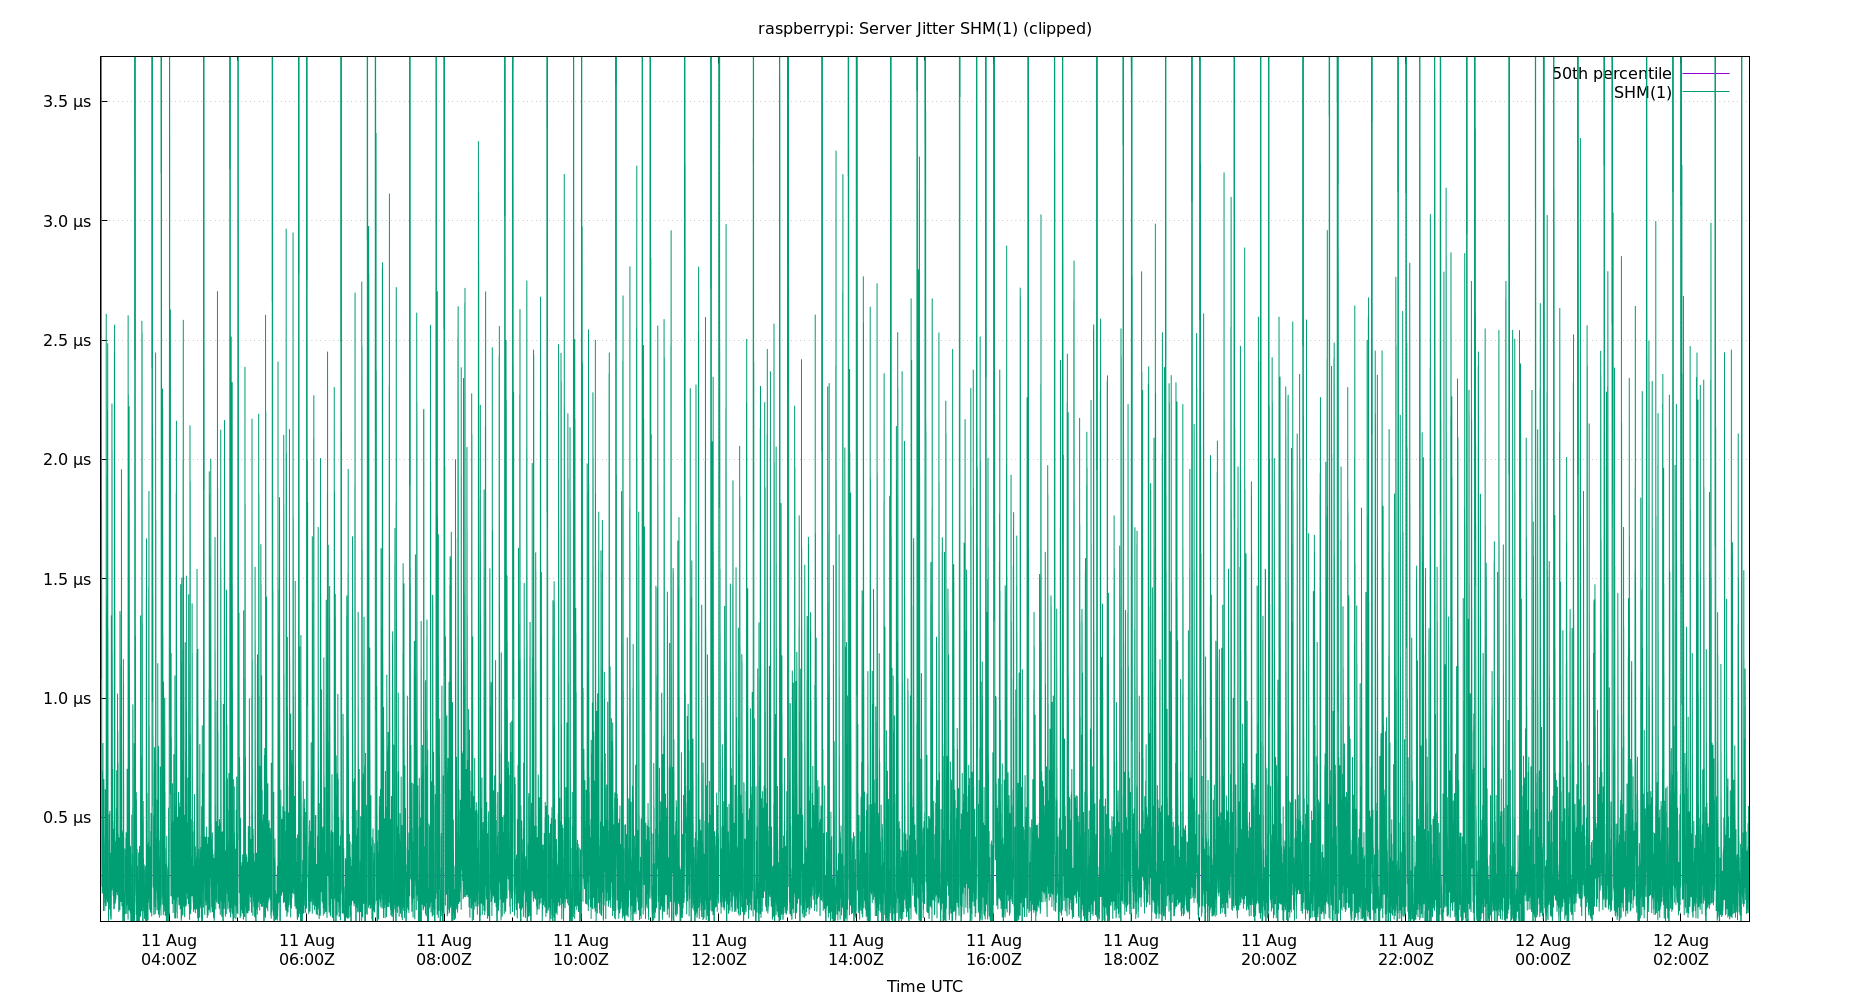 raspberrypi: Server Jitter SHM(1) (clipped)
50th percentile
SHM(1)
3.5 µs
3.0 µs
2.5 µs
2.0 µs
1.5 µs
1.0 µs
0.5 µs
11 Aug 11 Aug 11 Aug 11 Aug 11 Aug 11 Aug 11 Aug 11 Aug 11 Aug 11 Aug 12 Aug 12 Aug
04:00Z 06:00Z 08:00Z 10:00Z 12:00Z 14:00Z 16:00Z 18:00Z 20:00Z 22:00Z 00:00Z 02:00Z
Time UTC